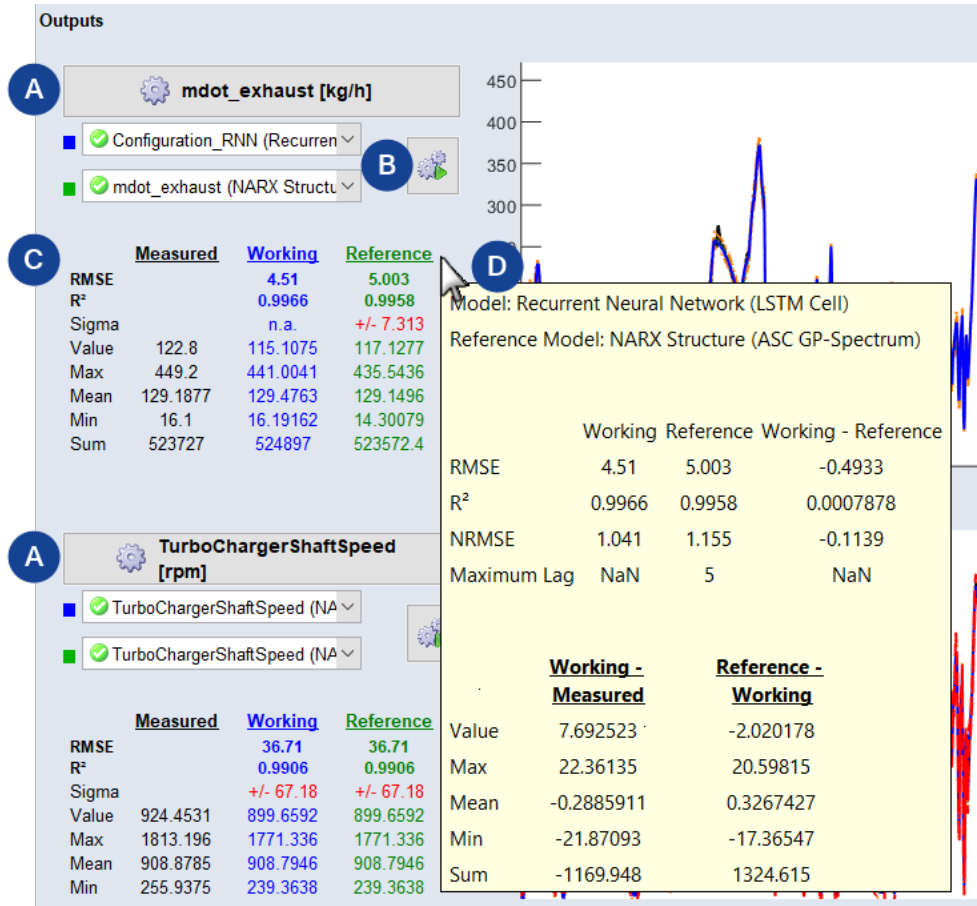 Outputs
A
mdot_exhaust [kg/h]
Configuration_RNN (Recurren
B
mdot_exhaust (NARX Structu
450
400
350
300
C
Measured Working Reference
RMSE 4.51 5.003
R² 0.9966 0.9958
Sigma n.a. +/- 7.313
Value 122.8 115.1075 117.1277
Max 449.2 441.0041 435.5436
Mean 129.1877 129.4763 129.1496
Min 16.1 16.19162 14.30079
Sum 523727 524897 523572.4
D
Model: Recurrent Neural Network (LSTM Cell)
Reference Model: NARX Structure (ASC GP-Spectrum)
Working Reference Working - Reference
RMSE 4.51 5.003 -0.4933
R² 0.9966 0.9958 0.0007878
NRMSE 1.041 1.155 -0.1139
Maximum Lag NaN 5 NaN
Working - Measured Reference - Working
Value 7.692523 -2.020178
Max 22.36135 20.59815
Mean -0.2885911 0.3267427
Min -21.87093 -17.36547
Sum -1169.948 1324.615
A
TurboChargerShaftSpeed
[rpm]
TurboChargerShaftSpeed (NA
TurboChargerShaftSpeed (NA
Measured Working Reference
RMSE 36.71 36.71
R² 0.9906 0.9906
Sigma +/- 67.18 +/- 67.18
Value 924.4531 899.6592 899.6592
Max 1813.196 1771.336 1771.336
Mean 908.8785 908.7946 908.7946
Min 255.9375 239.3638 239.3638